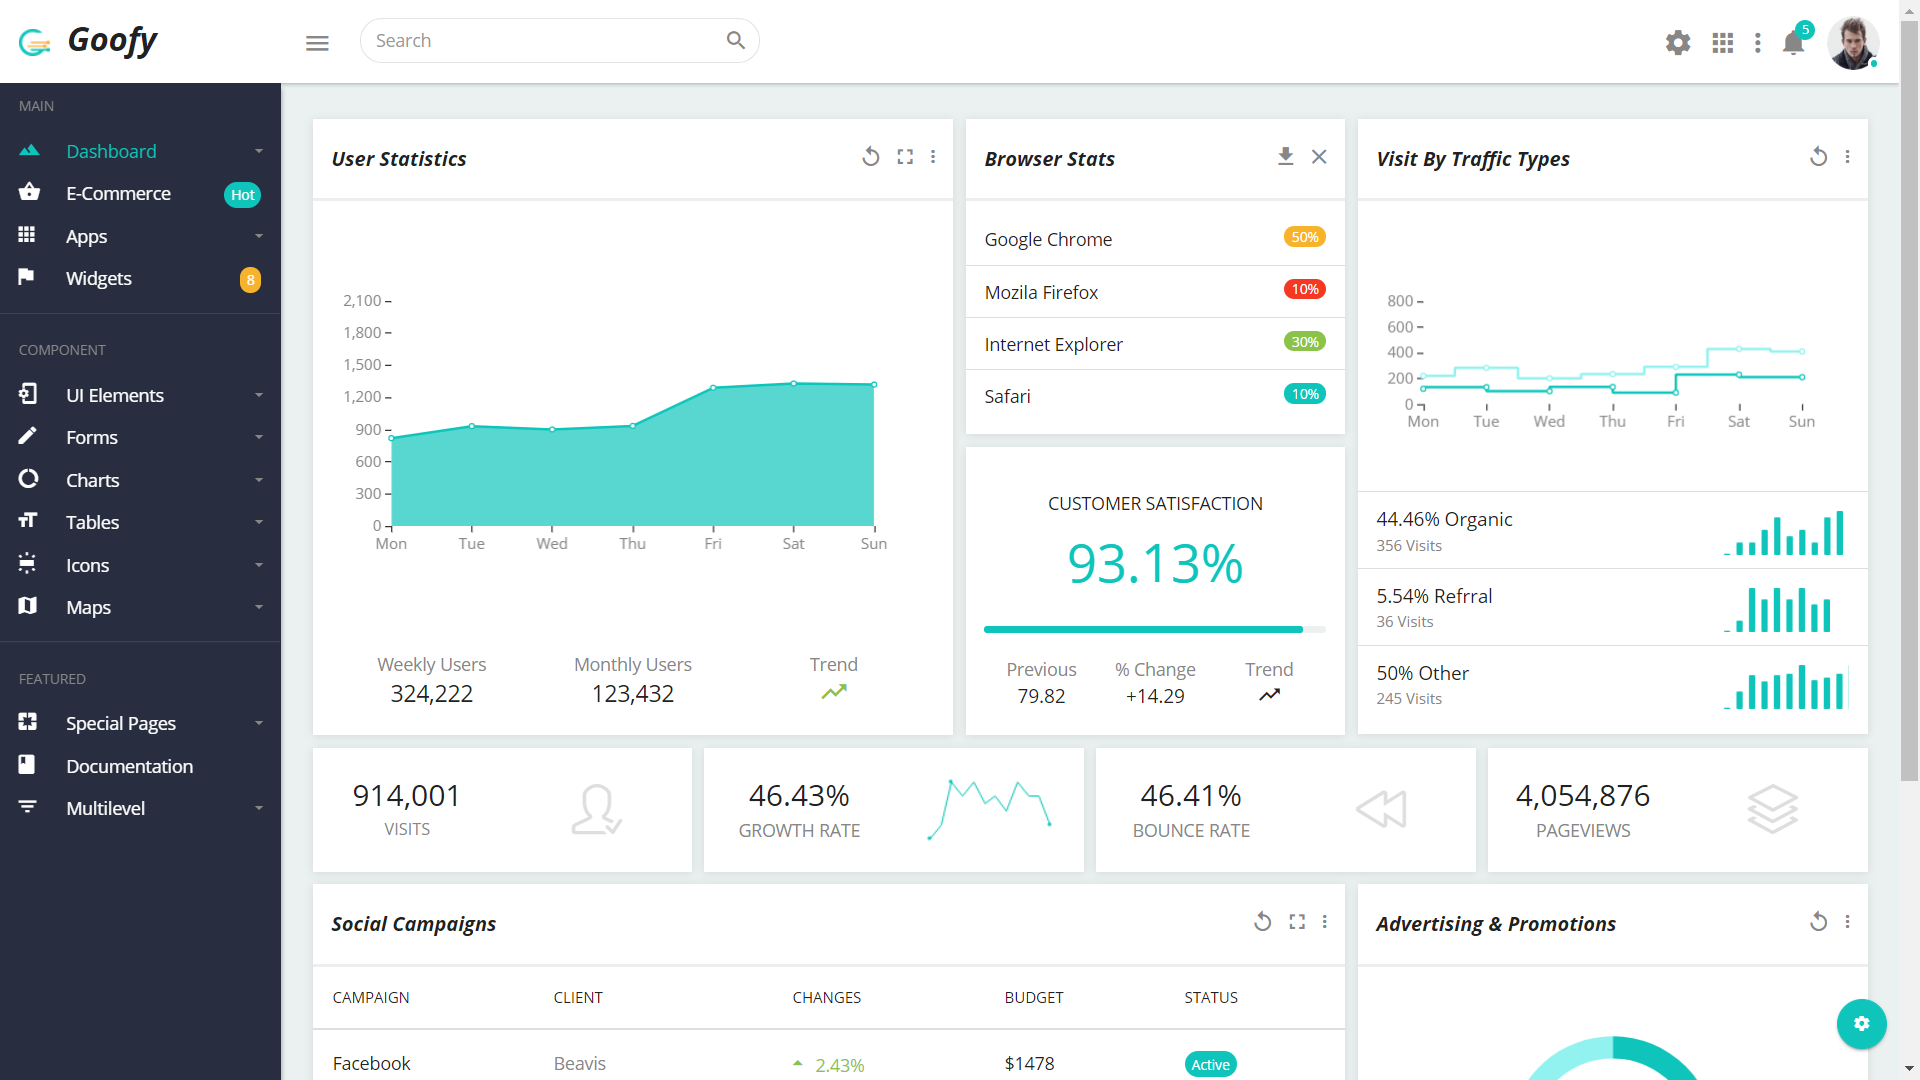 Goofy
Search
5
MAIN
Dashboard
E-Commerce
Hot
Apps
Widgets
8
COMPONENT
UI Elements
Forms
Charts
Tables
Icons
Maps
FEATURED
Special Pages
Documentation
Multilevel
User Statistics
2,100
1,800
1,500
1,200
900
600
300
0
Mon Tue Wed Thu Fri Sat Sun
Weekly Users Monthly Users Trend
324,222 123,432
Browser Stats
Google Chrome 50%
Mozila Firefox 10%
Internet Explorer 30%
Safari 10%
CUSTOMER SATISFACTION
93.13%
Previous % Change Trend
79.82 +14.29
Visit By Traffic Types
800
600
400
200
0
Mon Tue Wed Thu Fri Sat Sun
44.46% Organic
356 Visits
5.54% Refrral
36 Visits
50% Other
245 Visits
914,001
VISITS
46.43%
GROWTH RATE
46.41%
BOUNCE RATE
4,054,876
PAGEVIEWS
Social Campaigns
CAMPAIGN CLIENT CHANGES BUDGET STATUS
Facebook Beavis 2.43% $1478 Active
Advertising & Promotions